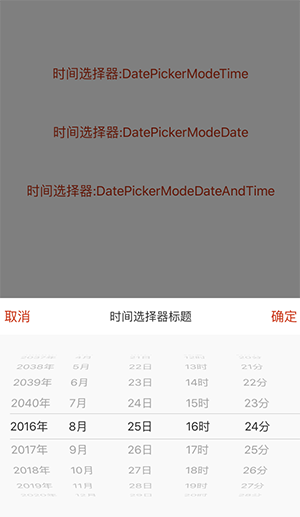 时间选择器:DatePickerModeTime
时间选择器:DatePickerModeDate
时间选择器:DatePickerModeDateAndTime
取消 时间选择器标题 确定
2038年 5月 22日 13时 21分
2039年 6月 23日 14时 22分
2040年 7月 24日 15时 23分
2016年 8月 25日 16时 24分
2017年 9月 26日 17时 25分
2018年 10月 27日 18时 26分
2019年 11月 28日 19时 27分